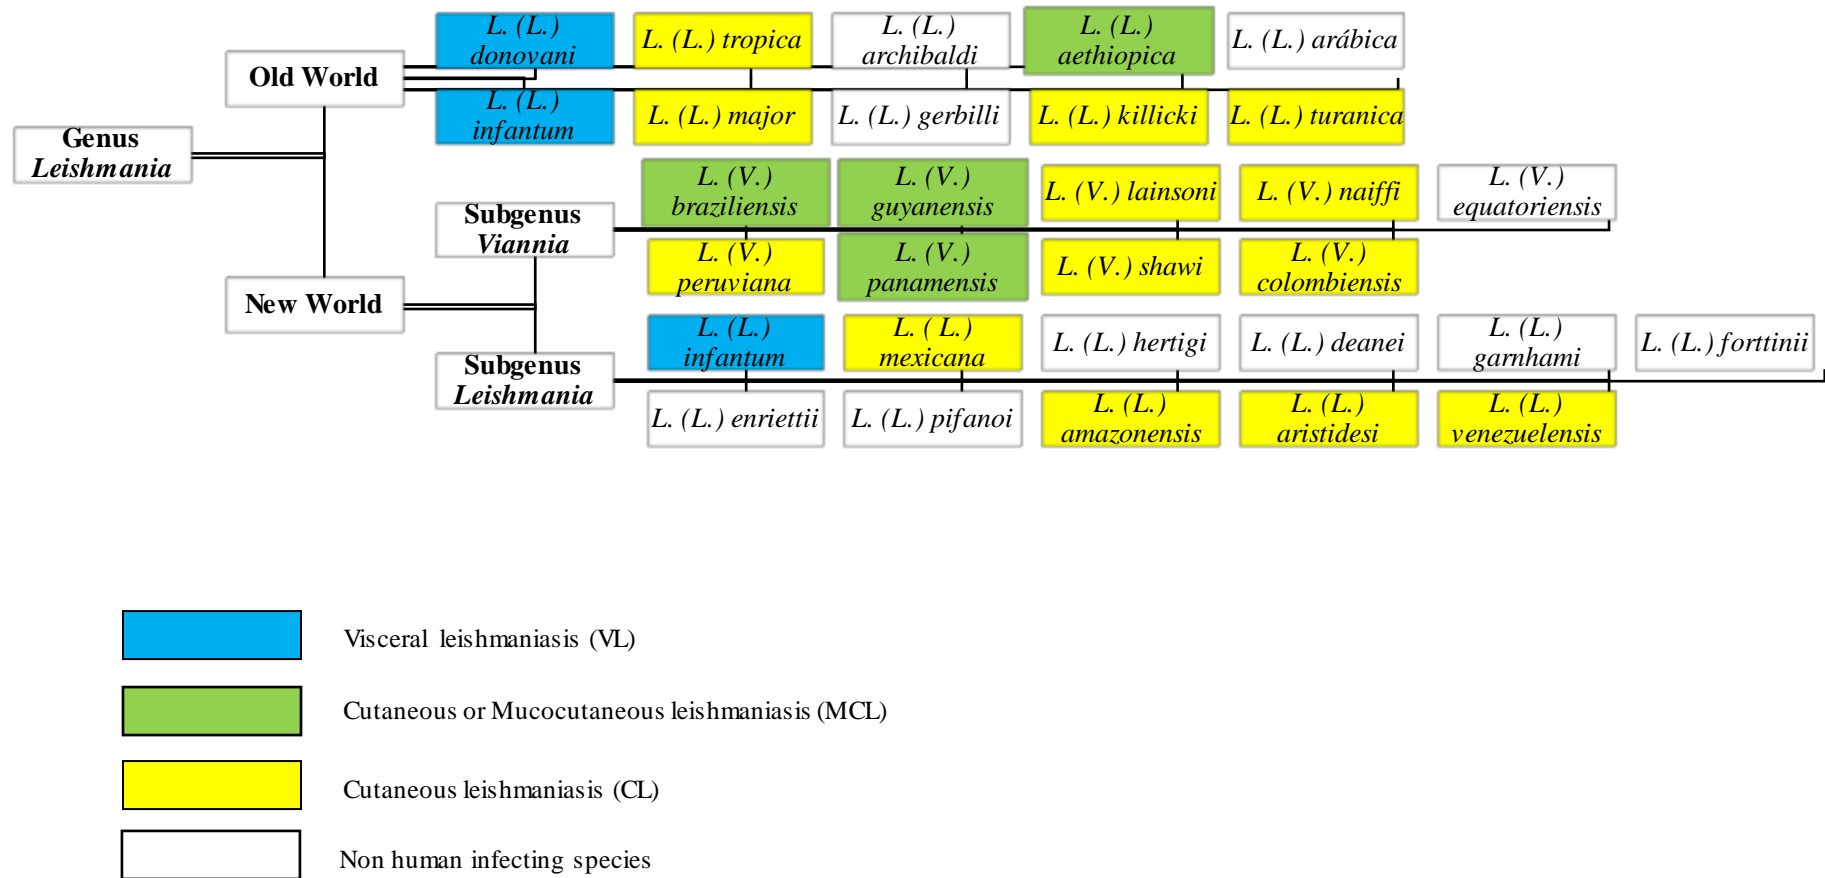 L. (L.)
donovani
L. (L.) tropica
L. (L.)
archibaldi
L. (L.)
aethiopica
L. (L.) arábica
Old World
L. (L.)
infantum
L. (L.) major
L. (L.) gerbilli
L. (L.) killicki
L. (L.) turanica
Genus
Leishmania
L. (V.)
braziliensis
L. (V.)
guyanensis
L. (V.) lainsoni
L. (V.) naiffi
L. (V.)
equatoriensis
Subgenus
Viannia
L. (V.)
peruviana
L. (V.)
panamensis
L. (V.) shawi
L. (V.)
colombiensis
New World
L. (L.)
infantum
L. ( L.)
mexicana
L. (L.) hertigi
L. (L.) deanei
L. (L.)
garnhami
L. (L.) forttinii
Subgenus
Leishmania
L. (L.) enriettii
L. (L.) pifanoi
L. (L.)
amazonensis
L. (L.)
aristidesi
L. (L.)
venezuelensis
Visceral leishmaniasis (VL)
Cutaneous or Mucocutaneous leishmaniasis (MCL)
Cutaneous leishmaniasis (CL)
Non human infecting species